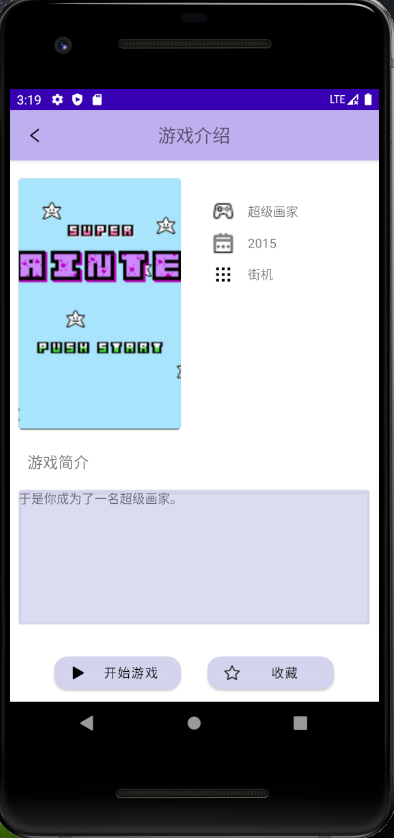 3:19
LTE
游戏介绍
SUPER
AINTE
PUSH START
超级画家
2015
街机
游戏简介
于是你成为了一名超级画家。
开始游戏
收藏